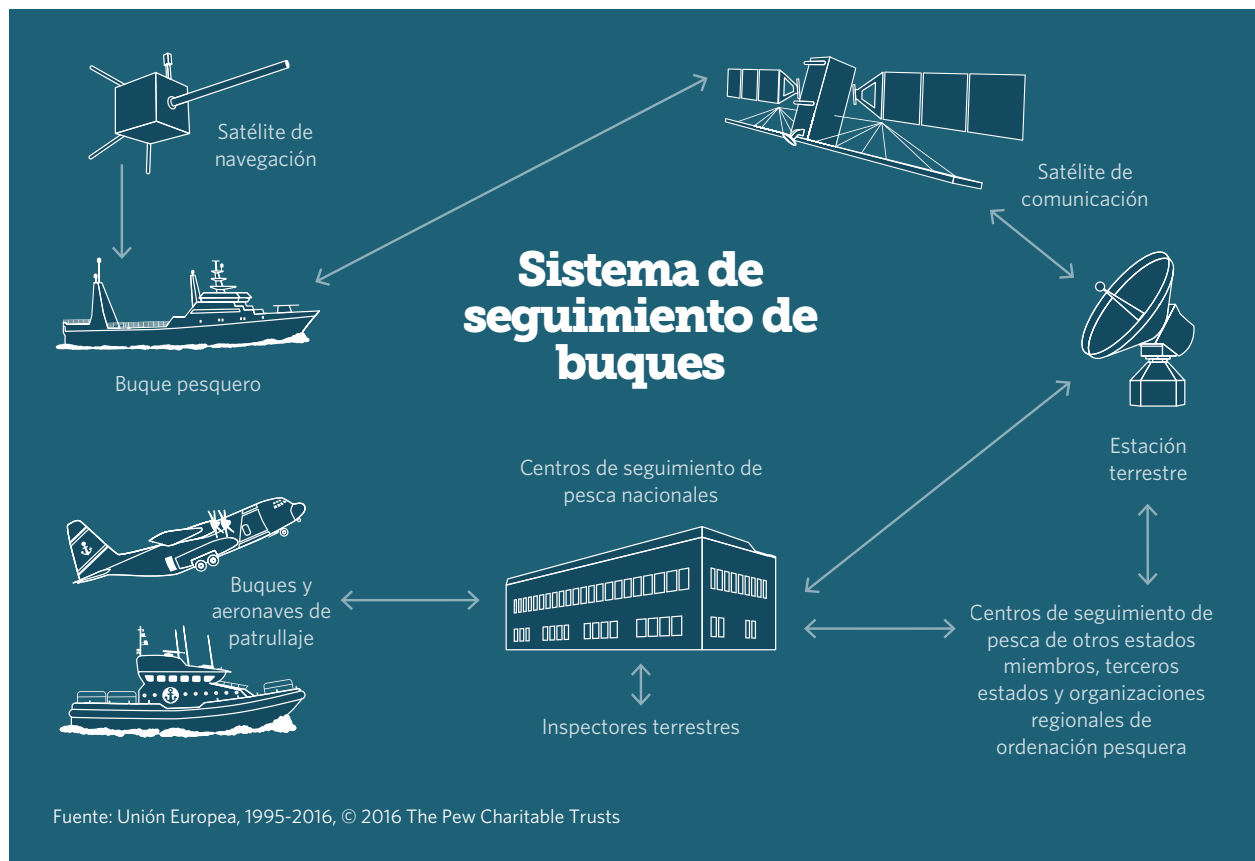 Satélite de
navegación
Satélite de
comunicación
Sistema de
seguimiento de
buques
Buque pesquero
Estación
terrestre
Centros de seguimiento de
pesca nacionales
Buques y
aeronaves de
patrullaje
Centros de seguimiento de
pesca de otros estados
miembros, terceros
estados y organizaciones
regionales de
ordenación pesquera
Inspectores terrestres
Fuente: Unión Europea, 1995-2016, © 2016 The Pew Charitable Trusts